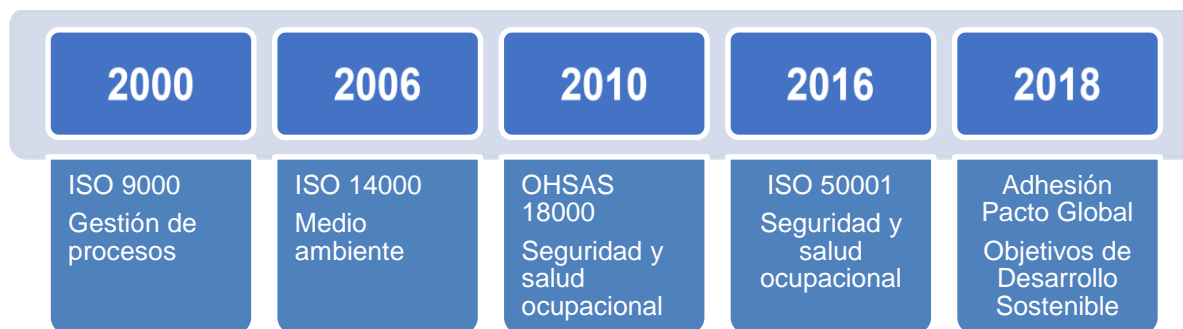 2000
ISO 9000
Gestión de
procesos
2006
ISO 14000
Medio
ambiente
2010
OHSAS
18000
Seguridad y
salud
ocupacional
2016
ISO 50001
Seguridad y
salud
ocupacional
2018
Adhesión
Pacto Global
Objetivos de
Desarrollo
Sostenible